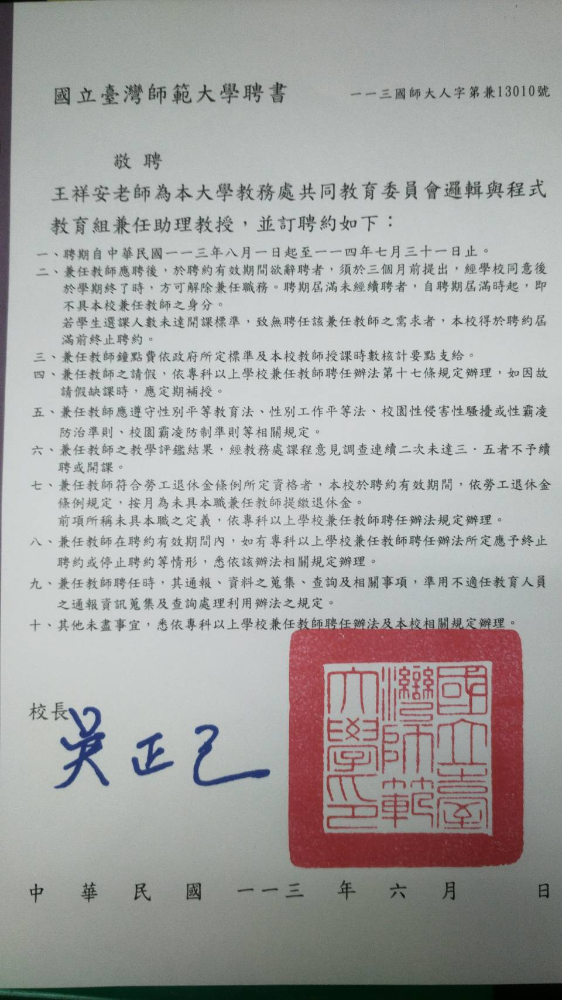 國立臺灣師範大學聘書
一一三國師大人字第兼13010號
敬聘
王祥安老師為本大學教務處共同教育委員會邏輯與程式
教育組兼任助理教授，並訂聘約如下：
一、聘期自中華民國一一三年八月一日起至一一四年七月三十一日止。
二、兼任教師應聘後，於聘約有效期間欲辭聘者，須於三個月前提出，經學校同意後
於學期終了時，方可解除兼任職務。聘期屆滿未經續聘者，自聘期屆滿時起，即
不具本校兼任教師之身分。
若學生選課人數未達開課標準，致無聘任該兼任教師之需求者，本校得於聘約屆
滿前終止聘約。
三、兼任教師鐘點費依政府所定標準及本校教師授課時數核計要點支給。
四、兼任教師之請假，依專科以上學校兼任教師聘任辦法第十七條規定辦理，如因故
請假缺課時，應定期補授。
五、兼任教師應遵守性別平等教育法、性別工作平等法、校園性侵害性騷擾或性霸凌
防治準則、校園霸凌防制準則等相關規定。
六、兼任教師之教學評鑑結果，經教務處課程意見調查連續二次未達三．五者不予續
聘或開課。
七、兼任教師符合勞工退休金條例所定資格者，本校於聘約有效期間，依勞工退休金
條例規定，按月為未具本職兼任教師提繳退休金。
前項所稱未具本職之定義，依專科以上學校兼任教師聘任辦法規定辦理。
八、兼任教師在聘約有效期間內，如有專科以上學校兼任教師聘任辦法所定應予終止
聘約或停止聘約等情形，悉依該辦法相關規定辦理。
九、兼任教師聘任時，其通報、資料之蒐集、查詢及相關事項，準用不適任教育人員
之通報資訊蒐集及查詢處理利用辦法之規定。
十、其他未盡事宜，悉依專科以上學校兼任教師聘任辦法及本校相關規定辦理。
校長
吳正己
國立臺
灣師範
大學印
中華民國一一三年六月 日